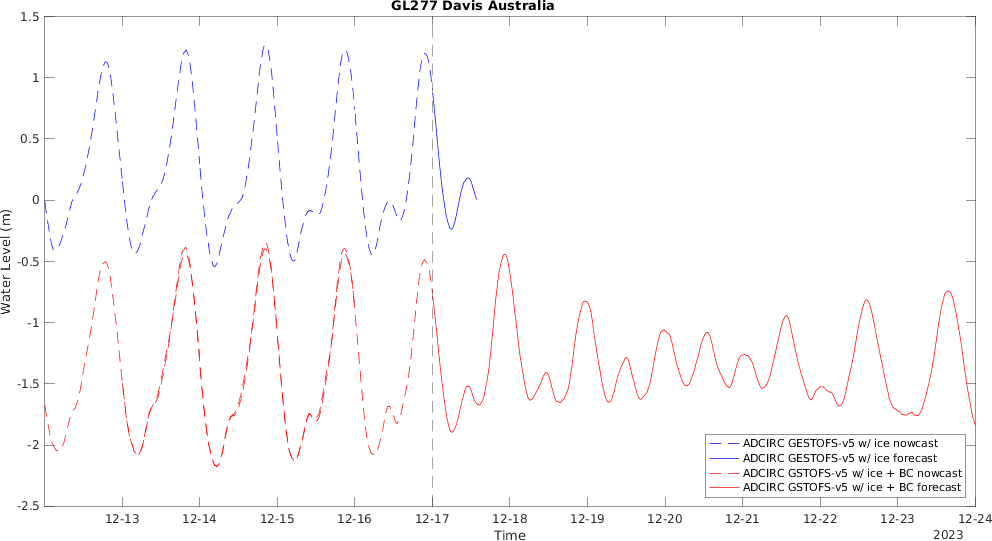 GL277 Davis Australia
1.5
1
0.5
0
-0.5
-1
-1.5
-2
-2.5
Water Level (m)
12-13 12-14 12-15 12-16 12-17 12-18 12-19 12-20 12-21 12-22 12-23 12-24
Time
2023
ADCIRC GESTOFS-v5 w/ ice nowcast
ADCIRC GESTOFS-v5 w/ ice forecast
ADCIRC GSTOFS-v5 w/ ice + BC nowcast
ADCIRC GSTOFS-v5 w/ ice + BC forecast